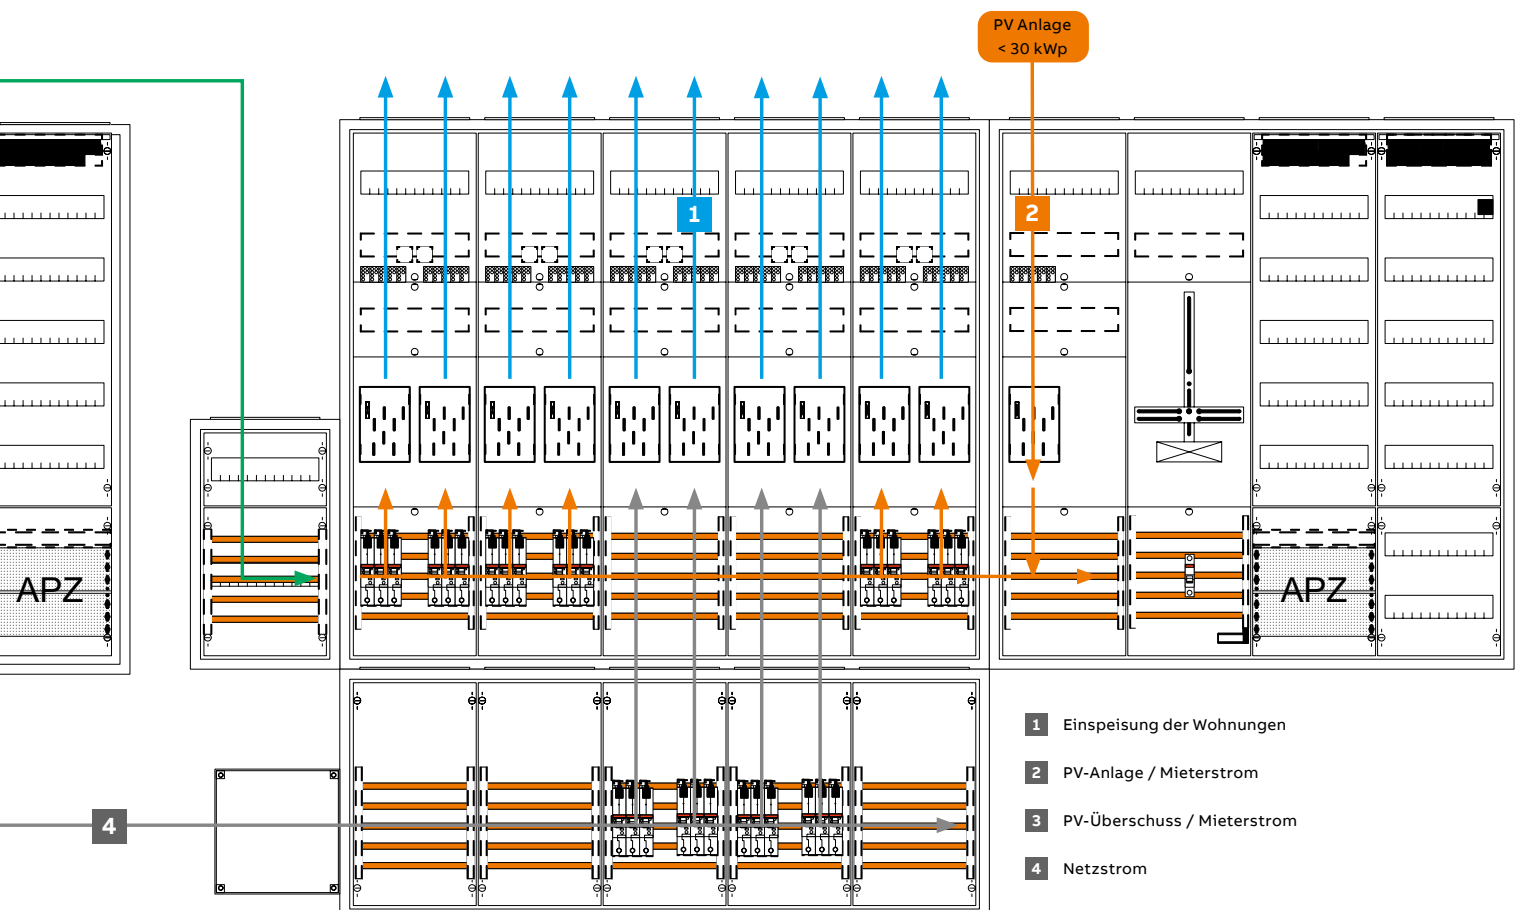 PV Anlage
< 30 kWp
1
2
APZ
APZ
4
1 Einspeisung der Wohnungen
2 PV-Anlage / Mieterstrom
3 PV-Überschuss / Mieterstrom
4 Netzstrom